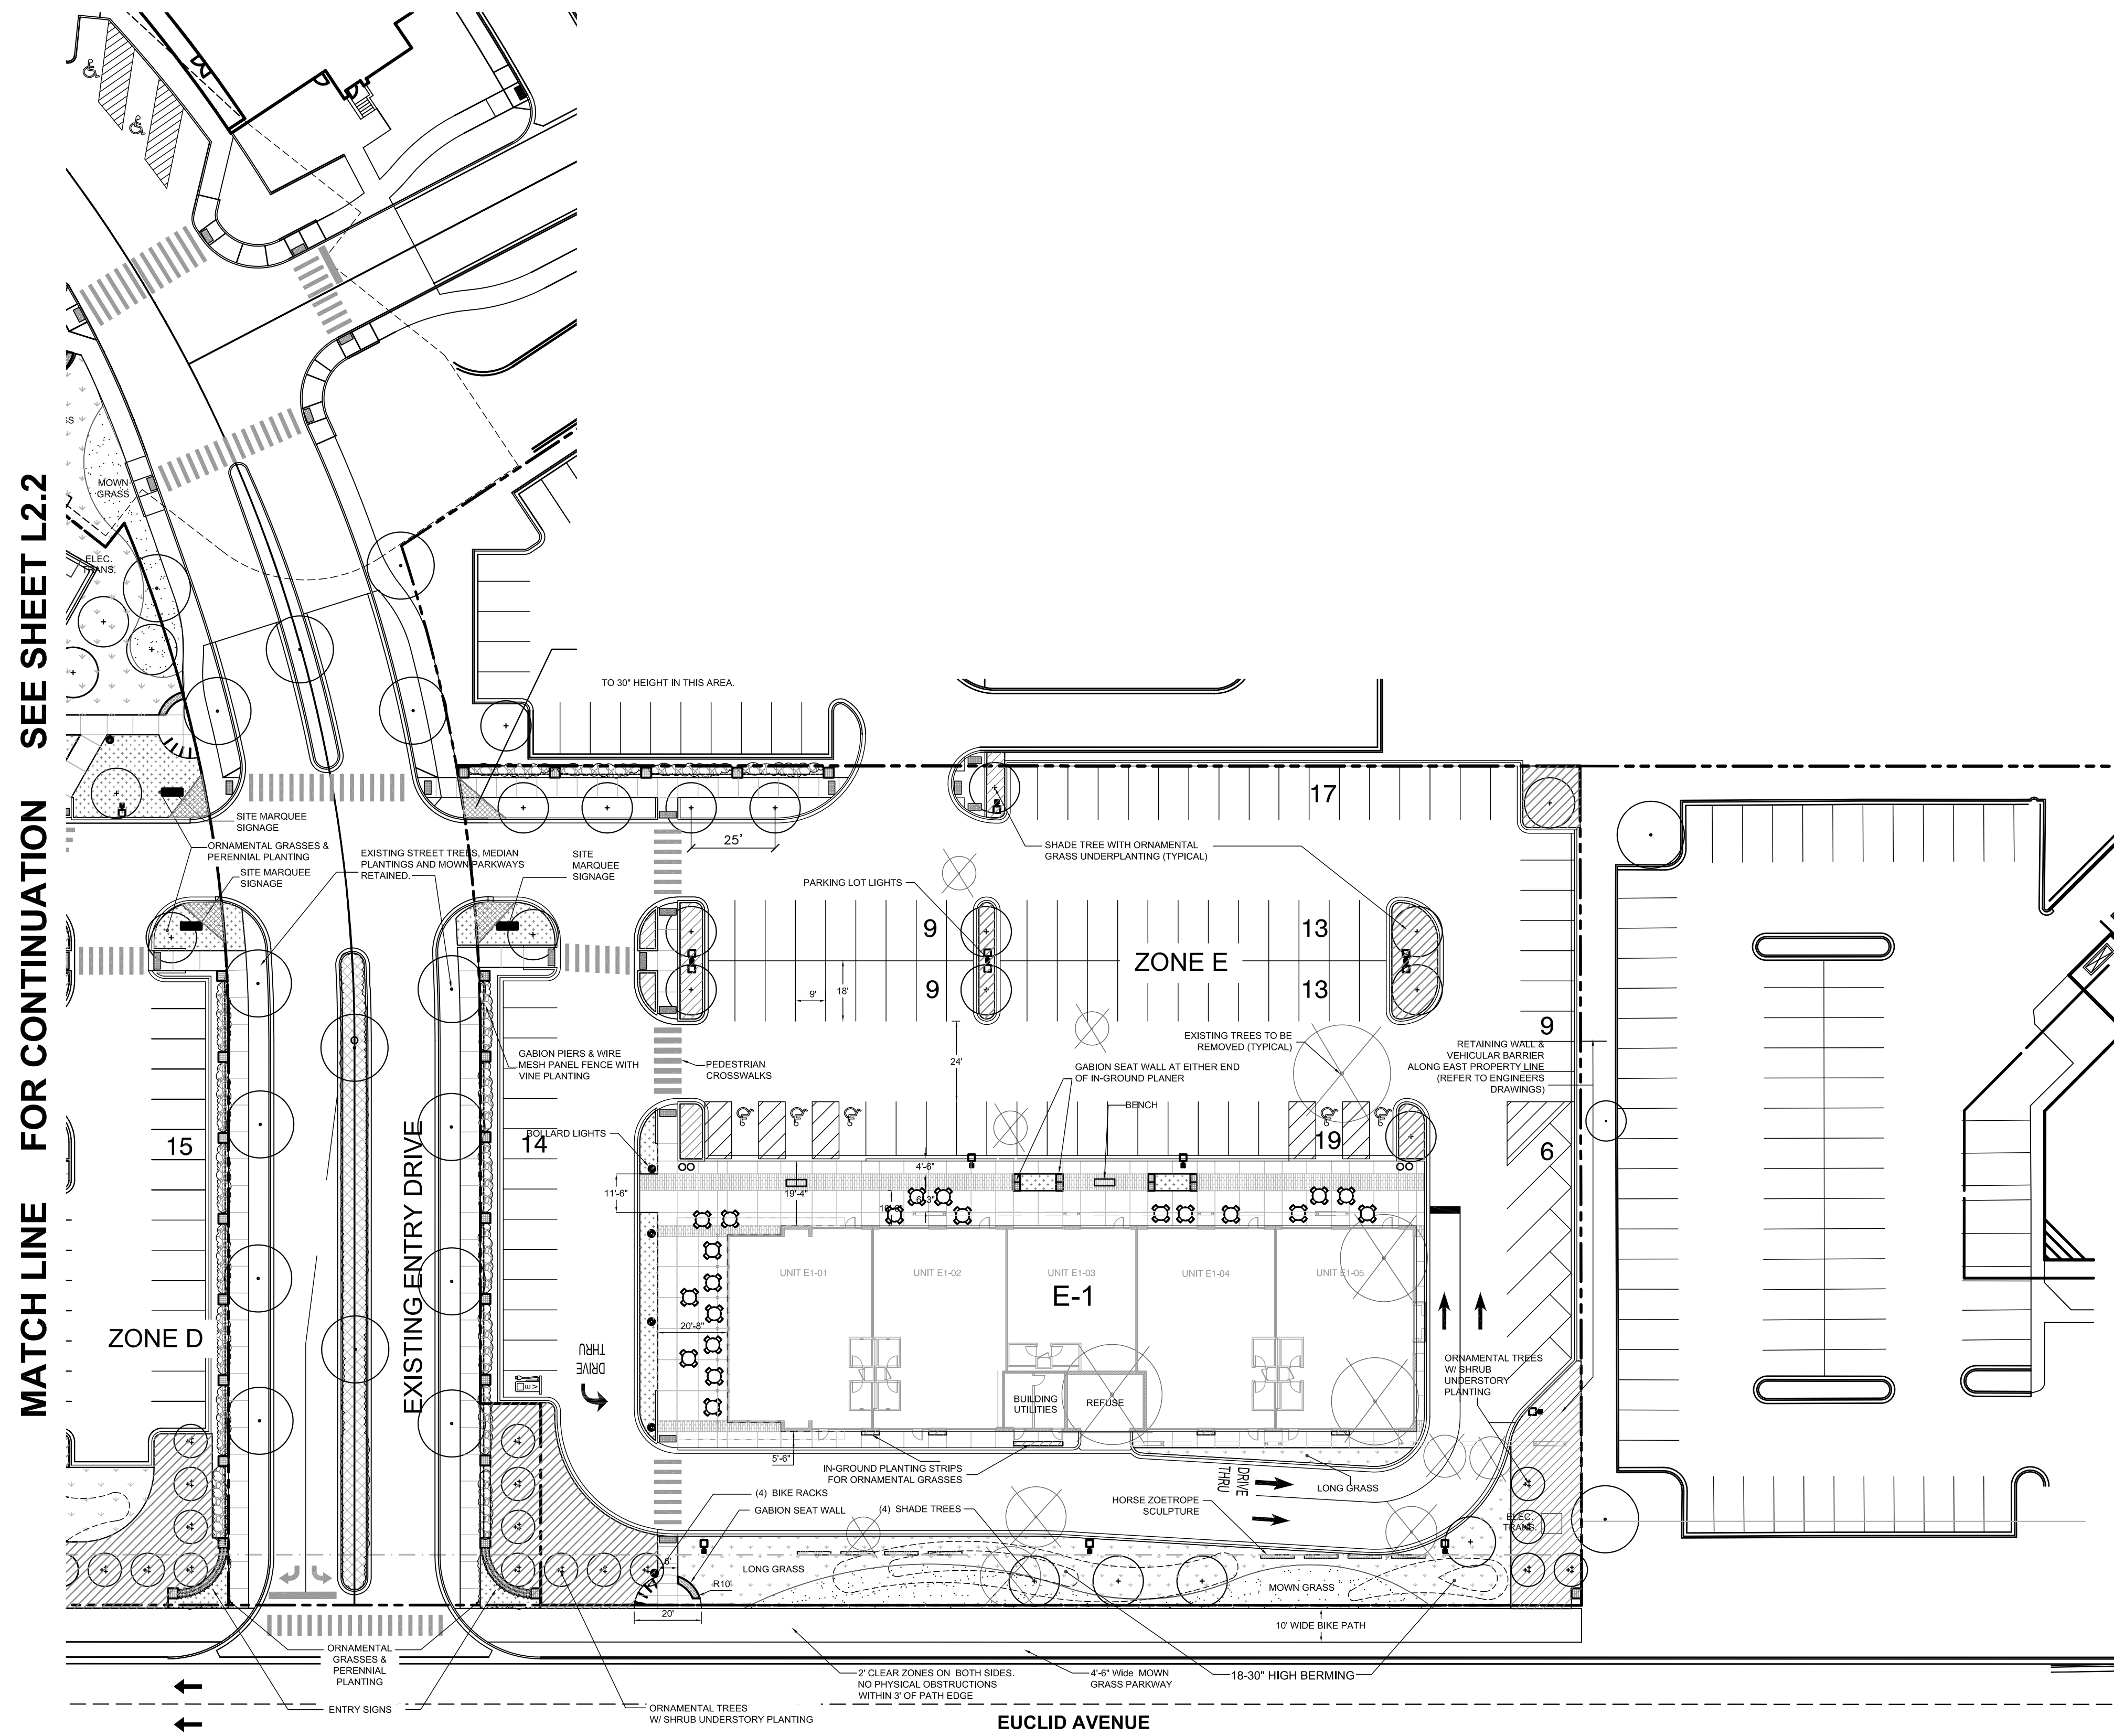 MATCH LINE FOR CONTINUATION SEE SHEET L2.2
MOWN
GRASS
ELEC.
TRANS.
TO 30" HEIGHT IN THIS AREA.
SITE MARQUEE
SIGNAGE
ORNAMENTAL GRASSES &
PERENNIAL PLANTING
SITE MARQUEE
SIGNAGE
EXISTING STREET TREES, MEDIAN
PLANTINGS AND MOWN PARKWAYS
RETAINED.
SITE
MARQUEE
SIGNAGE
25'
17
SHADE TREE WITH ORNAMENTAL
GRASS UNDERPLANTING (TYPICAL)
PARKING LOT LIGHTS
9
13
ZONE E
9
13
9'
18'
24'
9
EXISTING TREES TO BE
REMOVED (TYPICAL)
RETAINING WALL &
VEHICULAR BARRIER
ALONG EAST PROPERTY LINE
(REFER TO ENGINEERS
DRAWINGS)
GABION PIERS & WIRE
MESH PANEL FENCE WITH
VINE PLANTING
PEDESTRIAN
CROSSWALKS
GABION SEAT WALL AT EITHER END
OF IN-GROUND PLANER
BENCH
BOLLARD LIGHTS
15
14
19
6
4'-6"
11'-6"
19'-4"
6'-3"
EXISTING ENTRY DRIVE
UNIT E1-01
UNIT E1-02
UNIT E1-03
UNIT E1-04
UNIT E1-05
E-1
20'-8"
ZONE D
DRIVE
THRU
EV
ORNAMENTAL TREES
W/ SHRUB
UNDERSTORY
PLANTING
BUILDING
UTILITIES
REFUSE
5'-6"
IN-GROUND PLANTING STRIPS
FOR ORNAMENTAL GRASSES
DRIVE
THRU
LONG GRASS
(4) BIKE RACKS
GABION SEAT WALL
(4) SHADE TREES
HORSE ZOETROPE
SCULPTURE
ELEC.
TRANS.
6'
LONG GRASS
R10'
MOWN GRASS
20'
10' WIDE BIKE PATH
ORNAMENTAL
GRASSES &
PERENNIAL
PLANTING
2' CLEAR ZONES ON BOTH SIDES.
NO PHYSICAL OBSTRUCTIONS
WITHIN 3' OF PATH EDGE
4'-6" Wide MOWN
GRASS PARKWAY
18-30" HIGH BERMING
ENTRY SIGNS
ORNAMENTAL TREES
W/ SHRUB UNDERSTORY PLANTING
EUCLID AVENUE